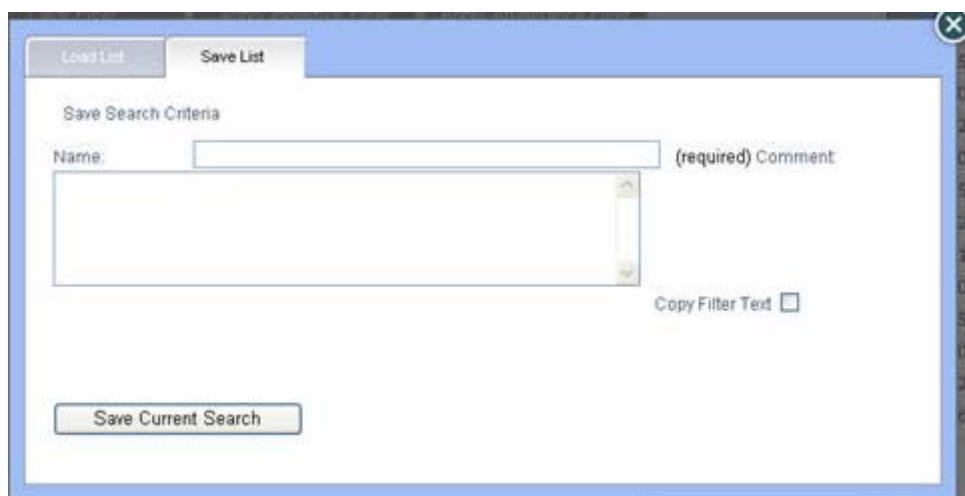 Load List
Save List
Save Search Criteria
Name:
(required) Comment
Copy Filter Text
Save Current Search